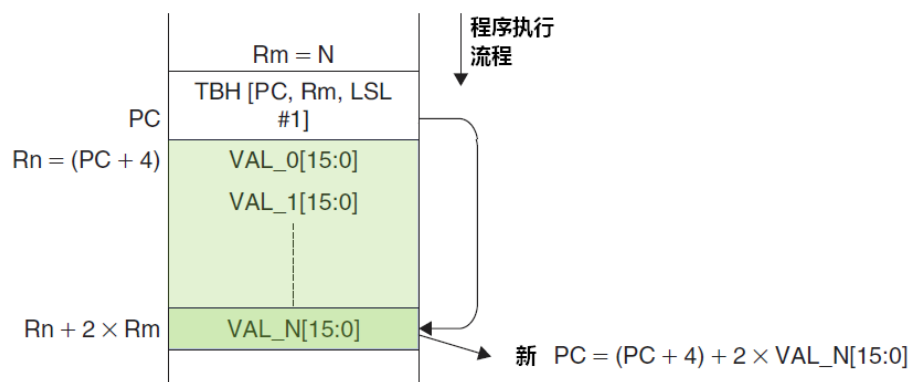 程序执行
流程
Rm = N
TBH [PC, Rm, LSL
#1]
PC
Rn = (PC + 4)
VAL_0[15:0]
VAL_1[15:0]
Rn + 2 × Rm
VAL_N[15:0]
新 PC = (PC + 4) + 2 × VAL_N[15:0]